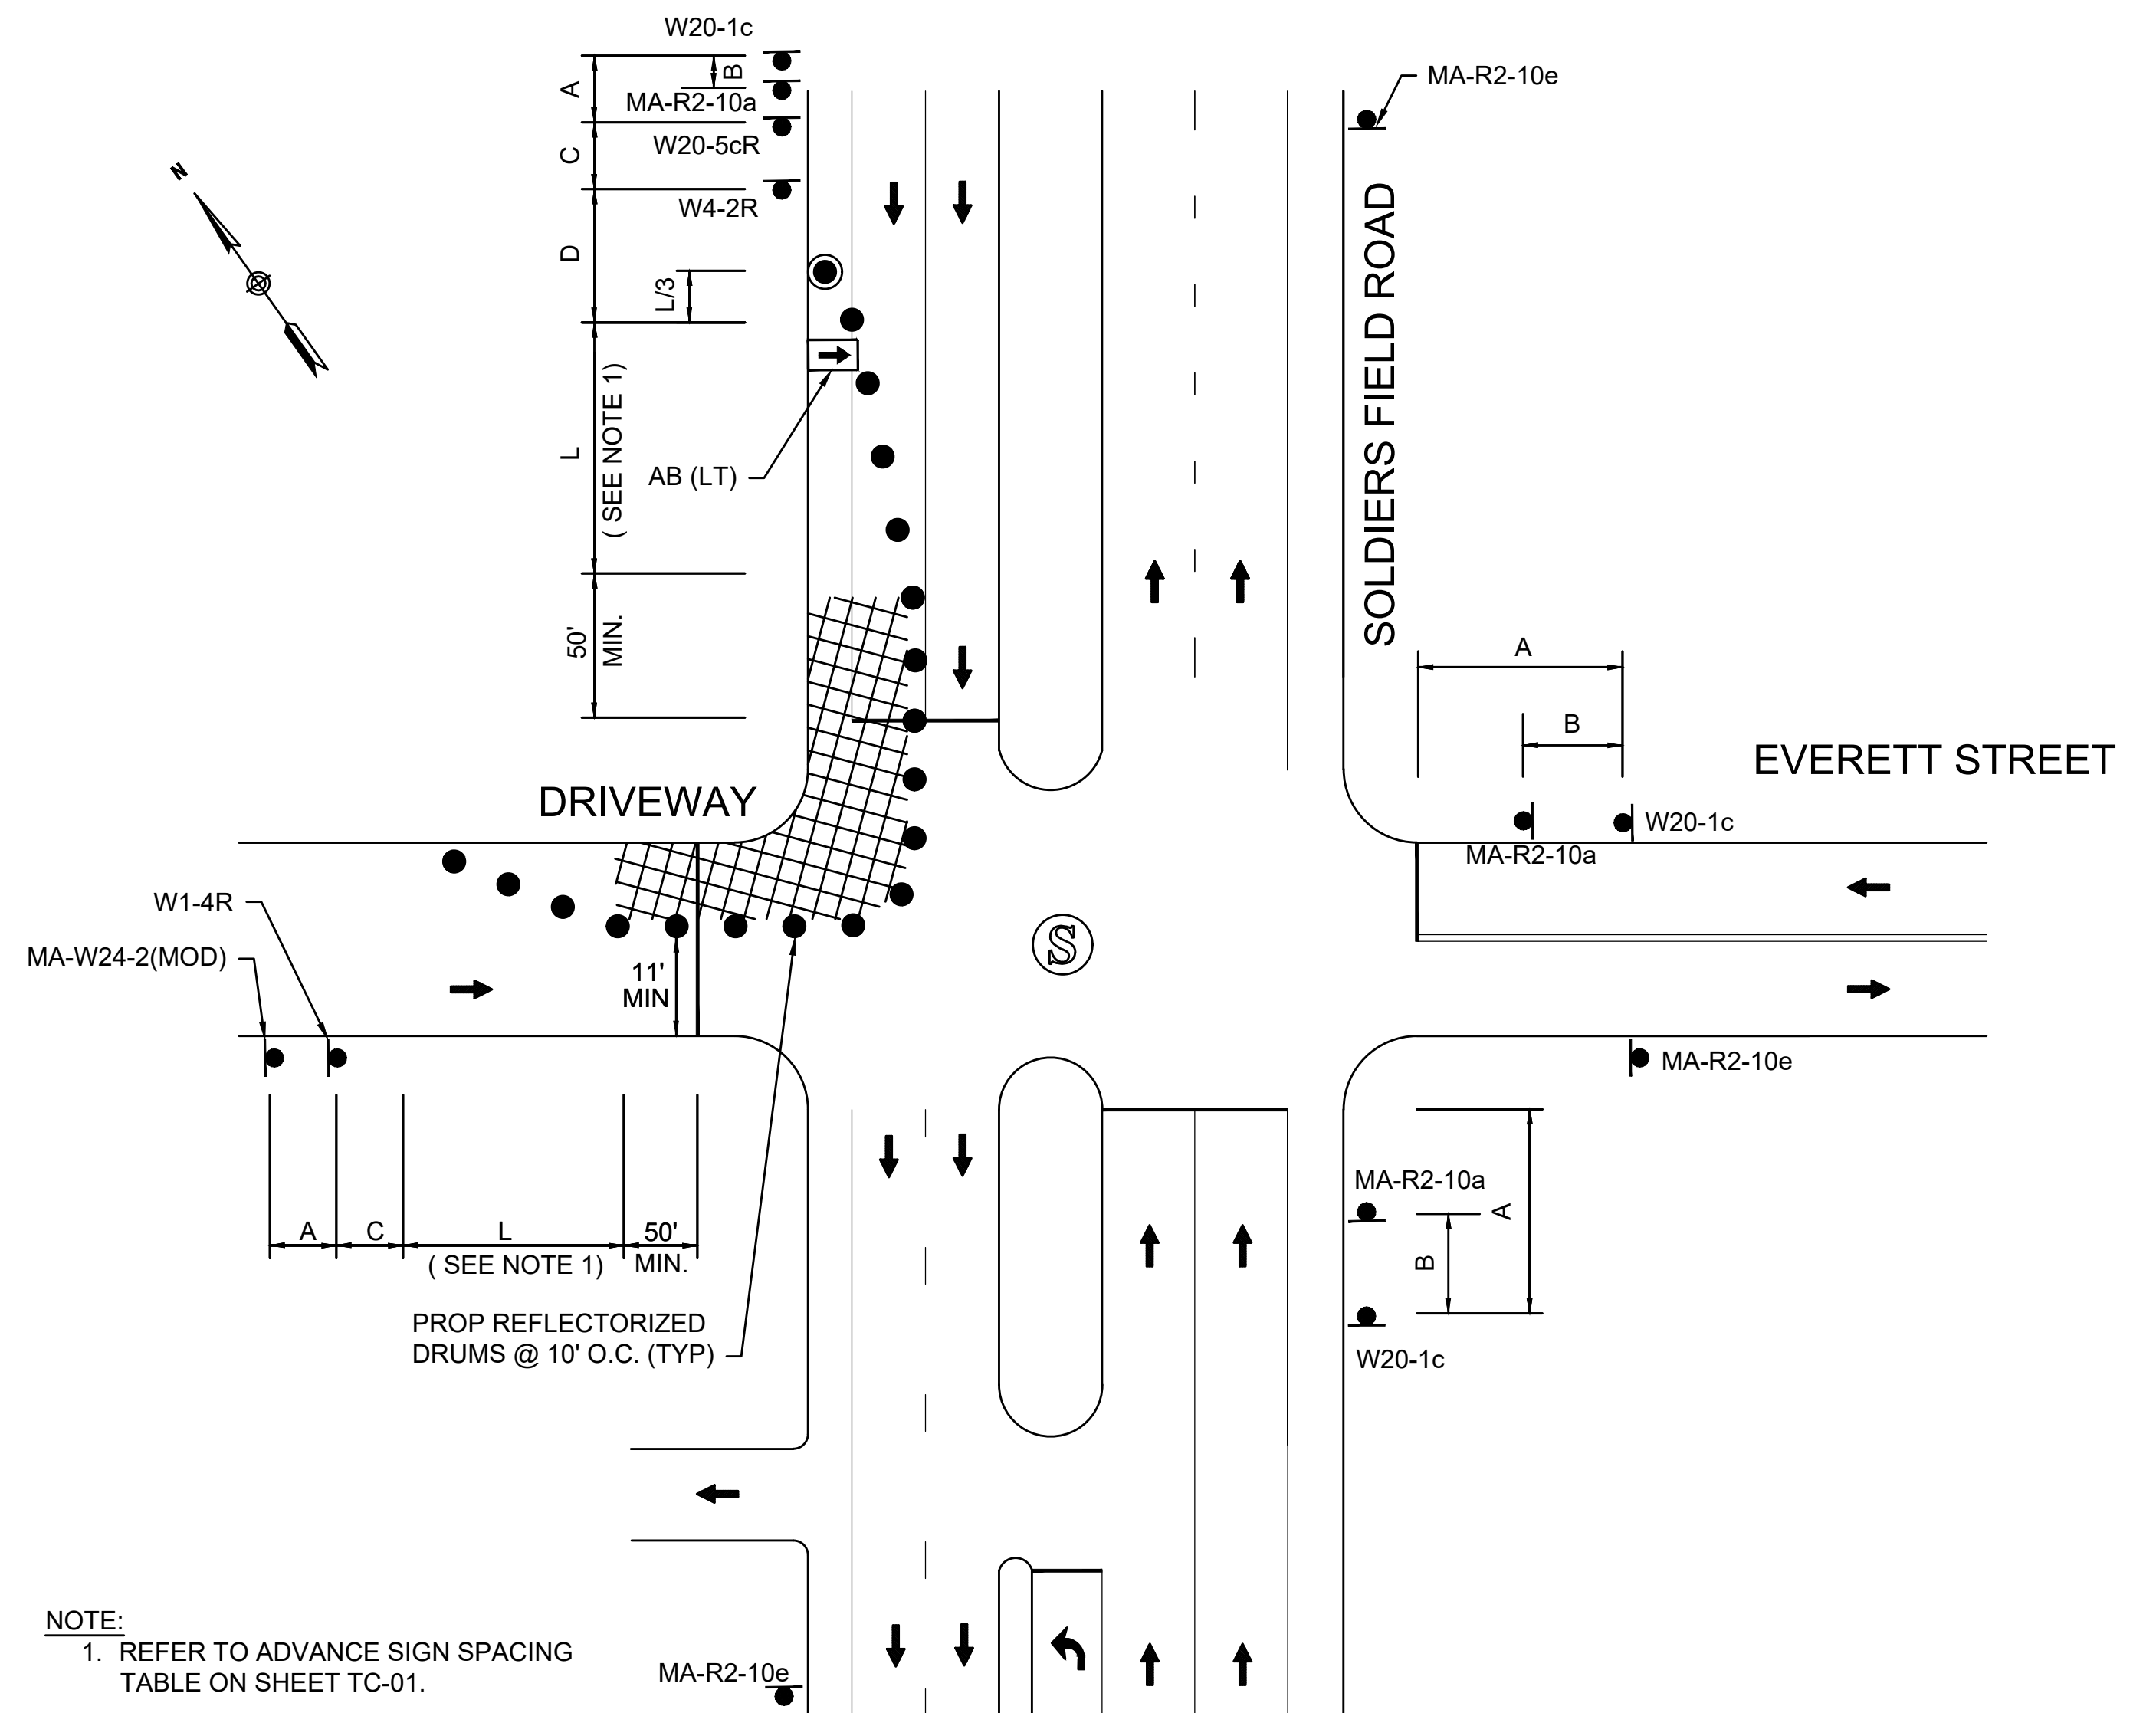 W20-1c
A
B
MA-R2-10a
C
W20-5cR
W4-2R
D
L/3
L
( SEE NOTE 1)
AB (LT)
50'
MIN.
N
MA-R2-10e
SOLDIERS FIELD ROAD
A
B
EVERETT STREET
W20-1c
MA-R2-10a
DRIVEWAY
W1-4R
MA-W24-2(MOD)
11'
MIN
S
MA-R2-10e
MA-R2-10a
A
B
W20-1c
A
C
L
50'
( SEE NOTE 1)
MIN.
PROP REFLECTORIZED
DRUMS @ 10' O.C. (TYP)
NOTE:
1. REFER TO ADVANCE SIGN SPACING
TABLE ON SHEET TC-01.
MA-R2-10e